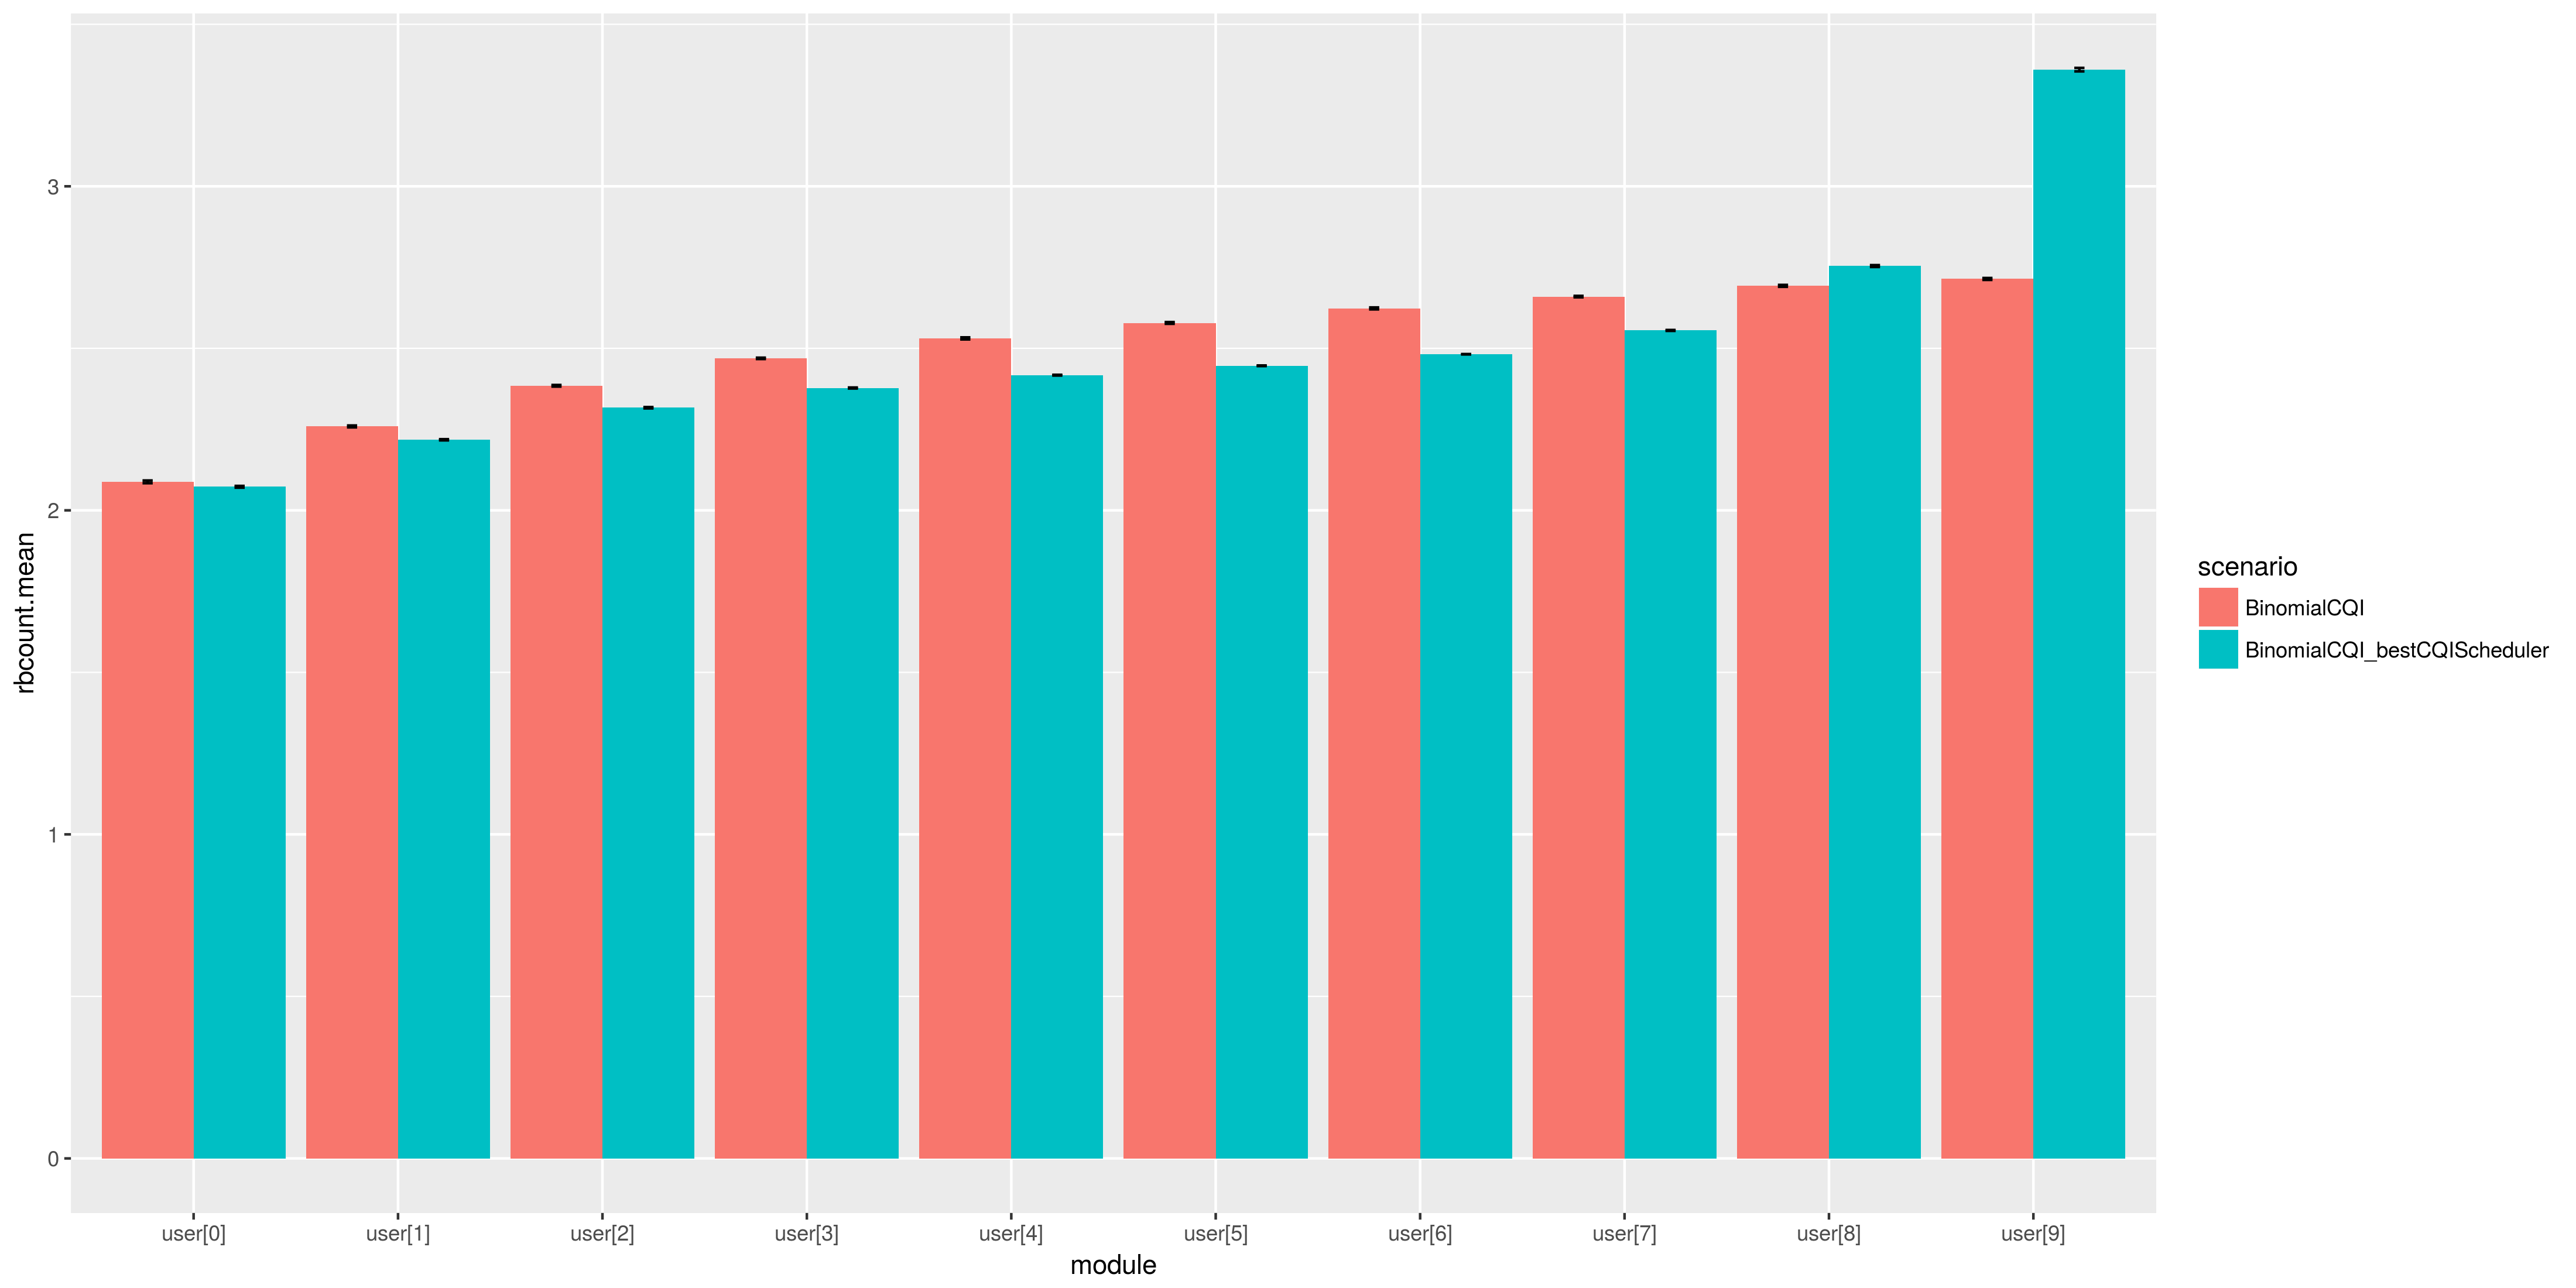 rbcount.mean
3
2
1
0
user[0] user[1] user[2] user[3] user[4] user[5] user[6] user[7] user[8] user[9]
module
scenario
BinomialCQI
BinomialCQI_bestCQIScheduler